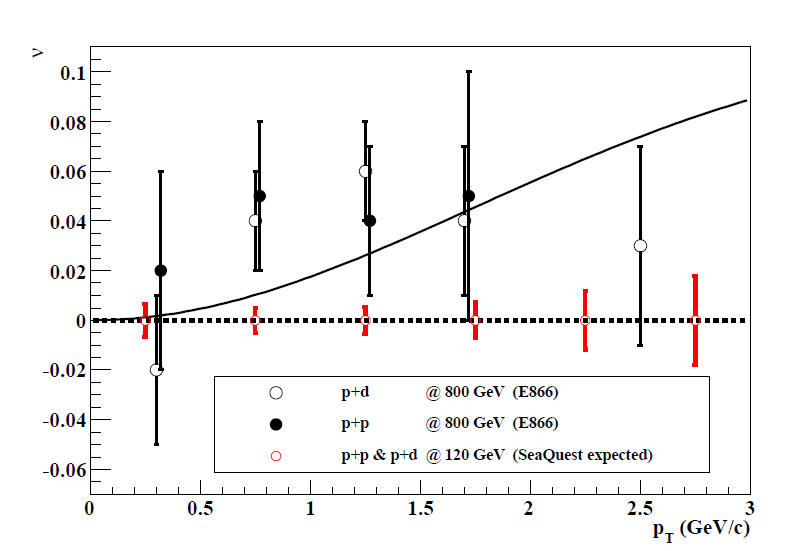 ν
0.1
0.08
0.06
0.04
0.02
0
-0.02
-0.04
-0.06
p+d @ 800 GeV (E866)
p+p @ 800 GeV (E866)
p+p & p+d @ 120 GeV (SeaQuest expected)
0 0.5 1 1.5 2 2.5 3
p_T (GeV/c)